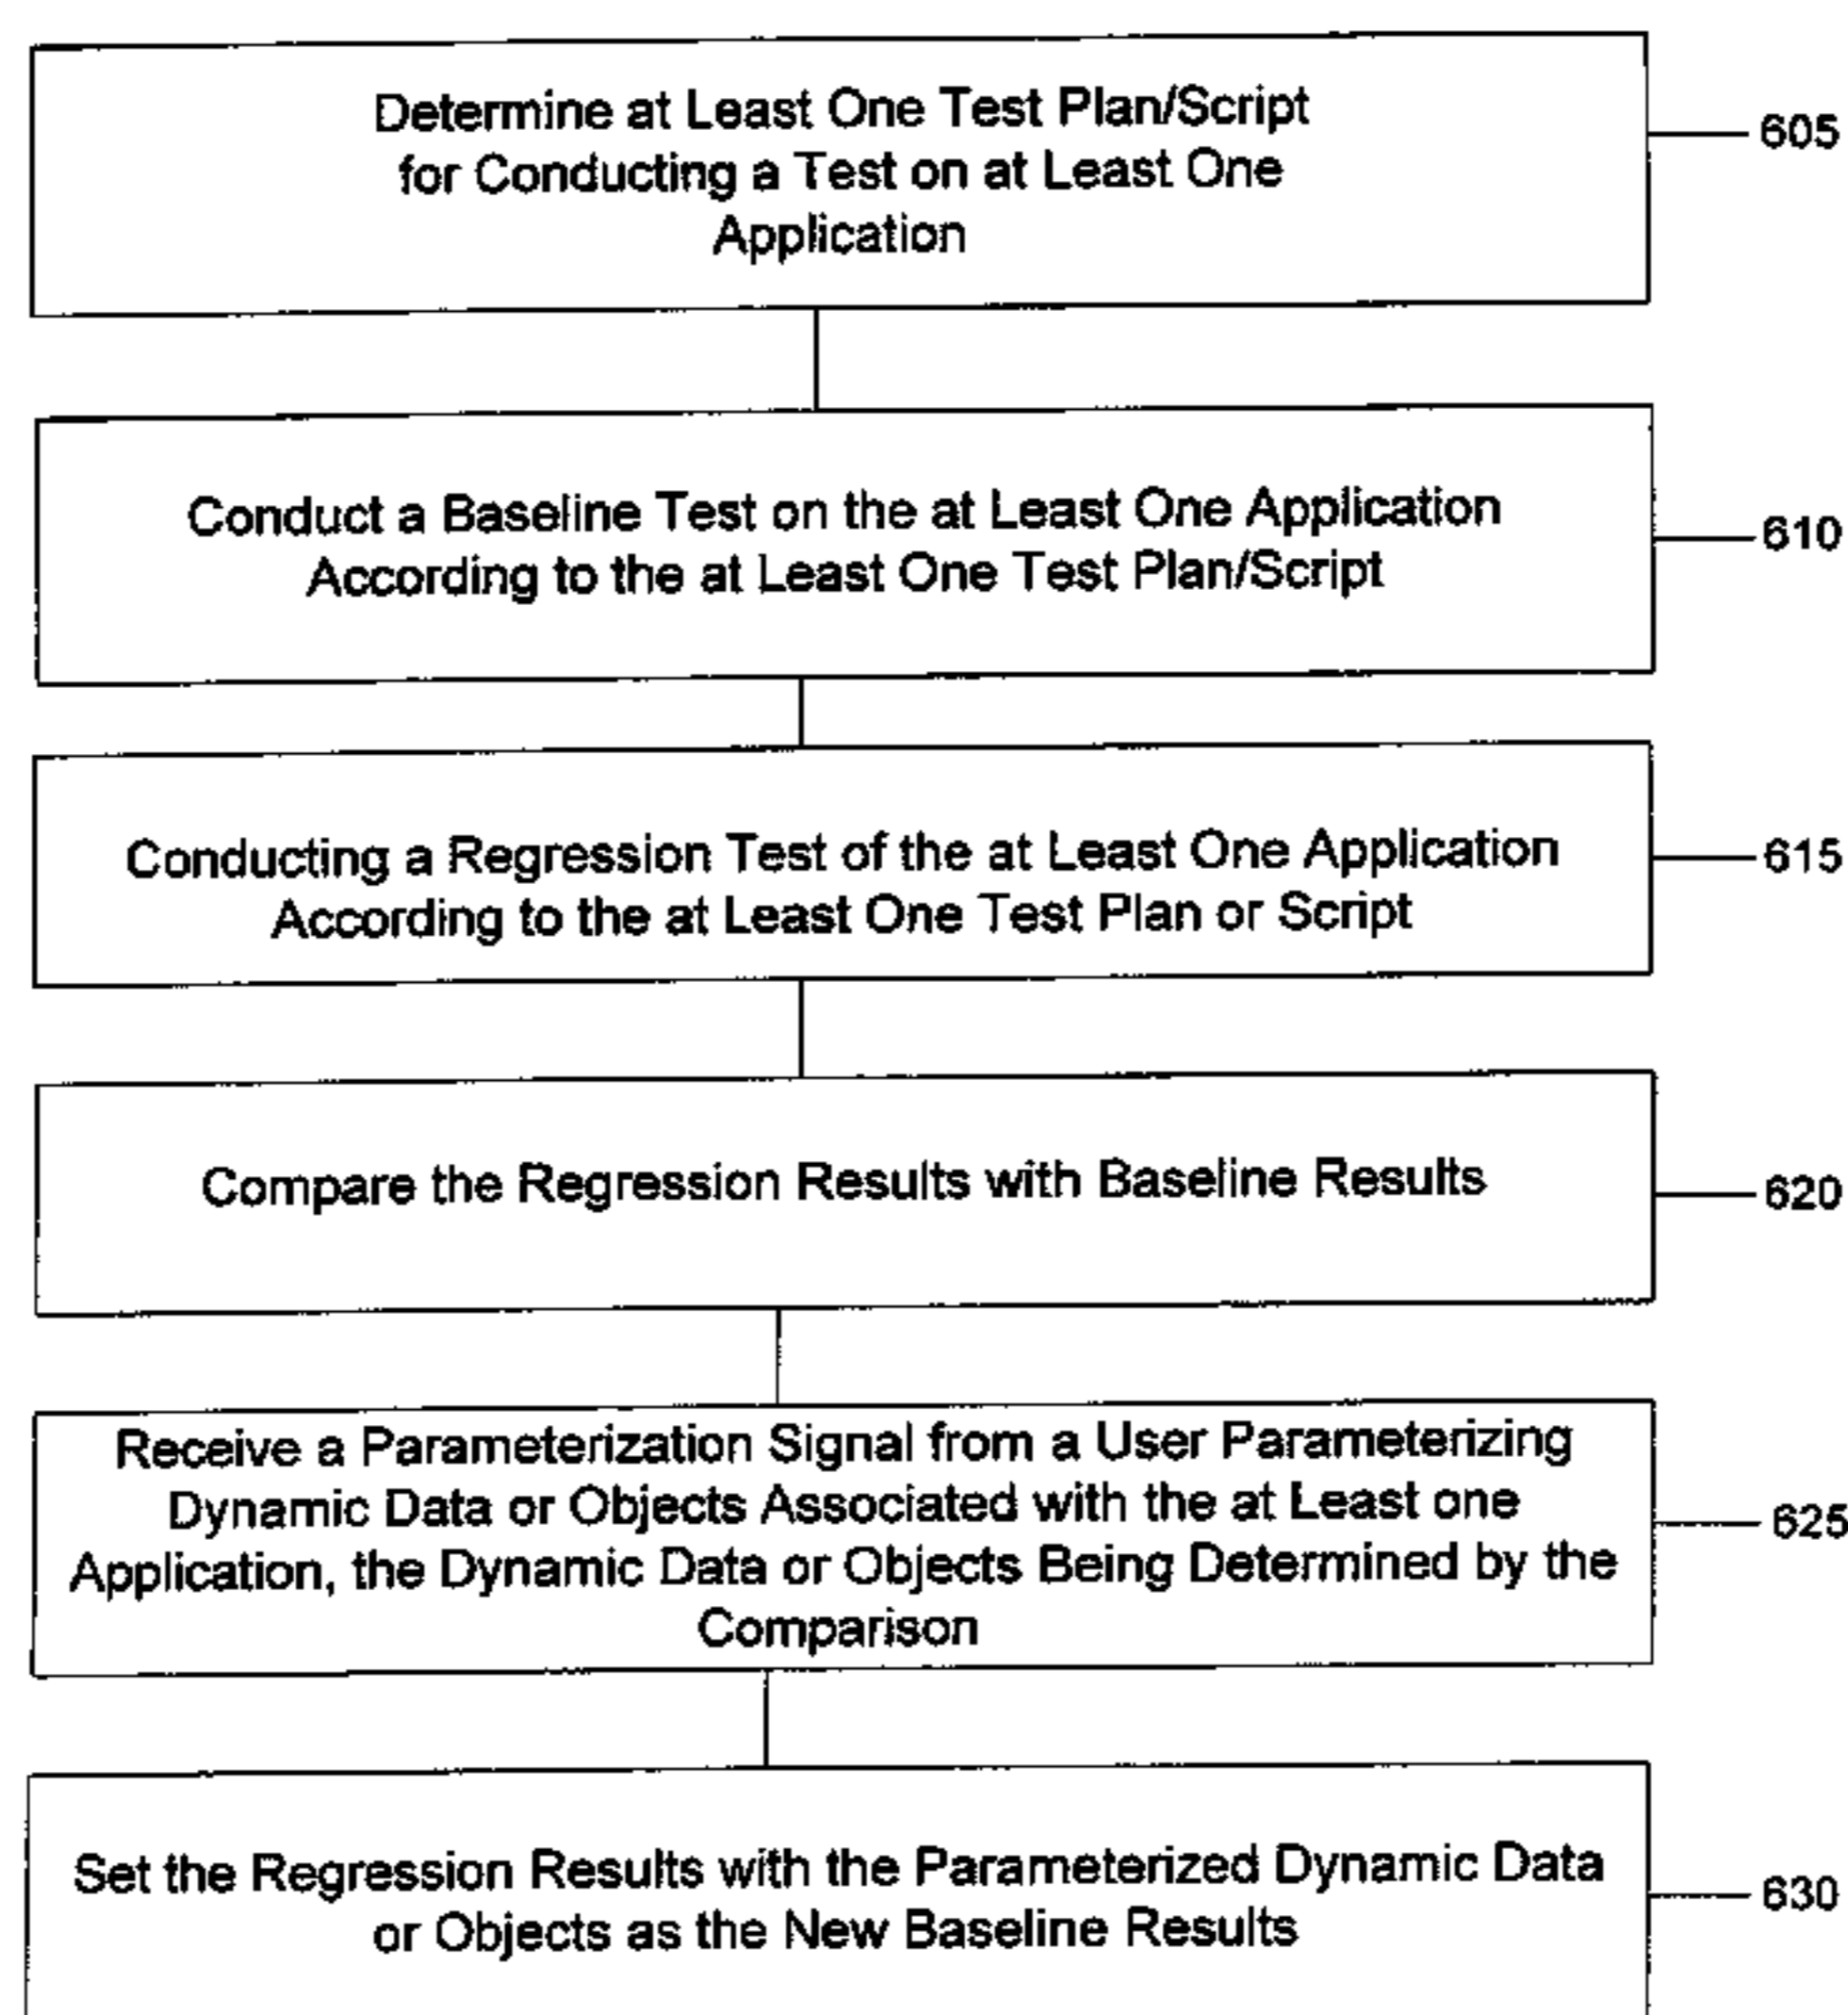 Determine at Least One Test Plan/Script
for Conducting a Test on at Least One
Application
605
Conduct a Baseline Test on the at Least One Application
According to the at Least One Test Plan/Script
610
Conducting a Regression Test of the at Least One Application
According to the at Least One Test Plan or Script
615
Compare the Regression Results with Baseline Results
620
Receive a Parameterization Signal from a User Parameterizing
Dynamic Data or Objects Associated with the at Least one
Application, the Dynamic Data or Objects Being Determined by the
Comparison
625
Set the Regression Results with the Parameterized Dynamic Data
or Objects as the New Baseline Results
630